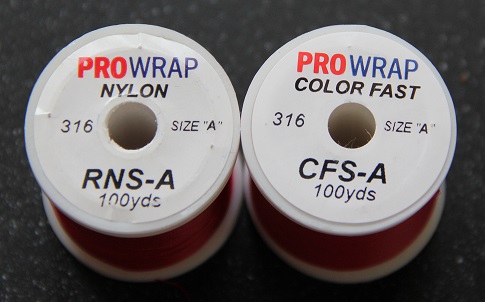 PROWRAP
NYLON
316 SIZE "A"
RNS-A
100yds
PROWRAP
COLOR FAST
316 SIZE "A"
CFS-A
100yds